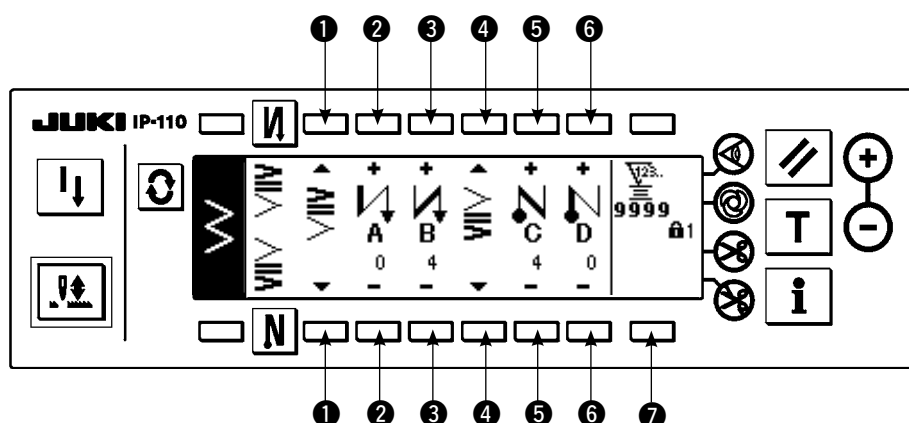 ❶ ❷ ❸ ❹ ❺ ❻
JUKI IP-110
A B C D
0 4 4 0
123..
9999
1
T
i
+
−
❶ ❷ ❸ ❹ ❺ ❻ ❼